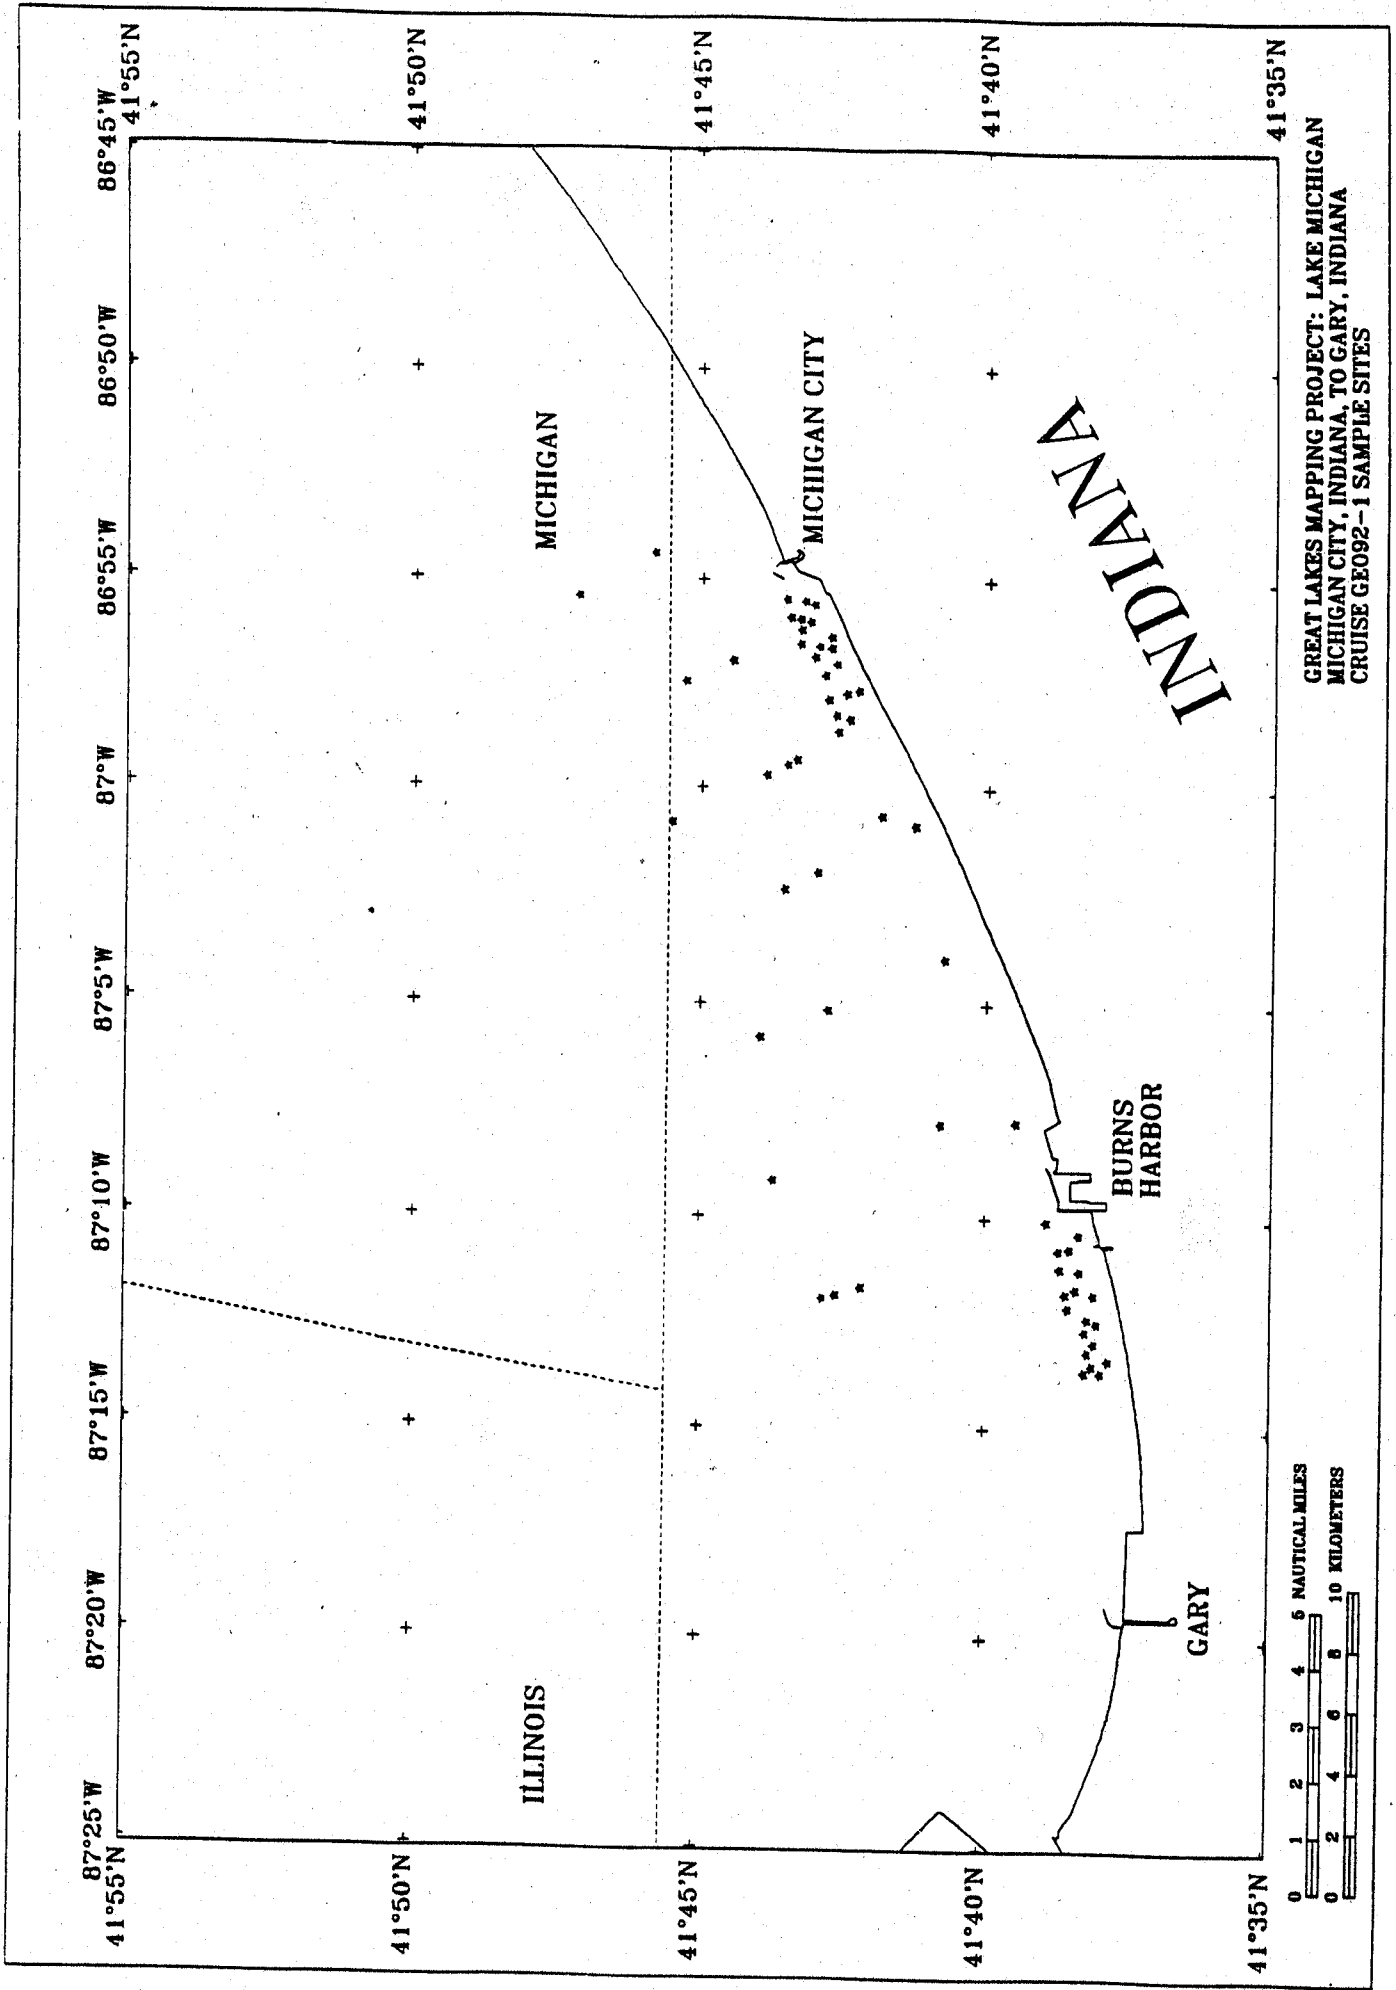 87°25'W
87°20'W
87°15'W
87°10'W
87°5'W
87°W
86°55'W
86°50'W
86°45'W
41°55'N
41°55'N
41°50'N
41°50'N
ILLINOIS
MICHIGAN
41°45'N
41°45'N
MICHIGAN CITY
41°40'N
41°40'N
INDIANA
BURNS
HARBOR
GARY
41°35'N
41°35'N
0 1 2 3 4 5 NAUTICAL MILES
0 2 4 6 8 10 KILOMETERS
GREAT LAKES MAPPING PROJECT: LAKE MICHIGAN
MICHIGAN CITY, INDIANA, TO GARY, INDIANA
CRUISE GEO92-1 SAMPLE SITES